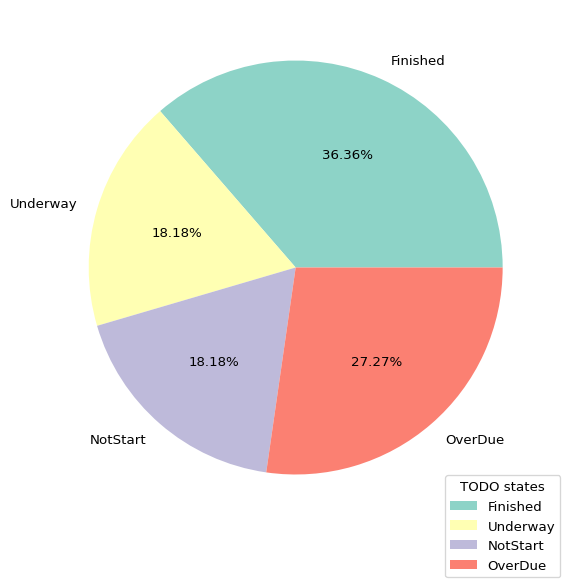 Finished
36.36%
Underway
18.18%
18.18%
27.27%
NotStart
OverDue
TODO states
Finished
Underway
NotStart
OverDue